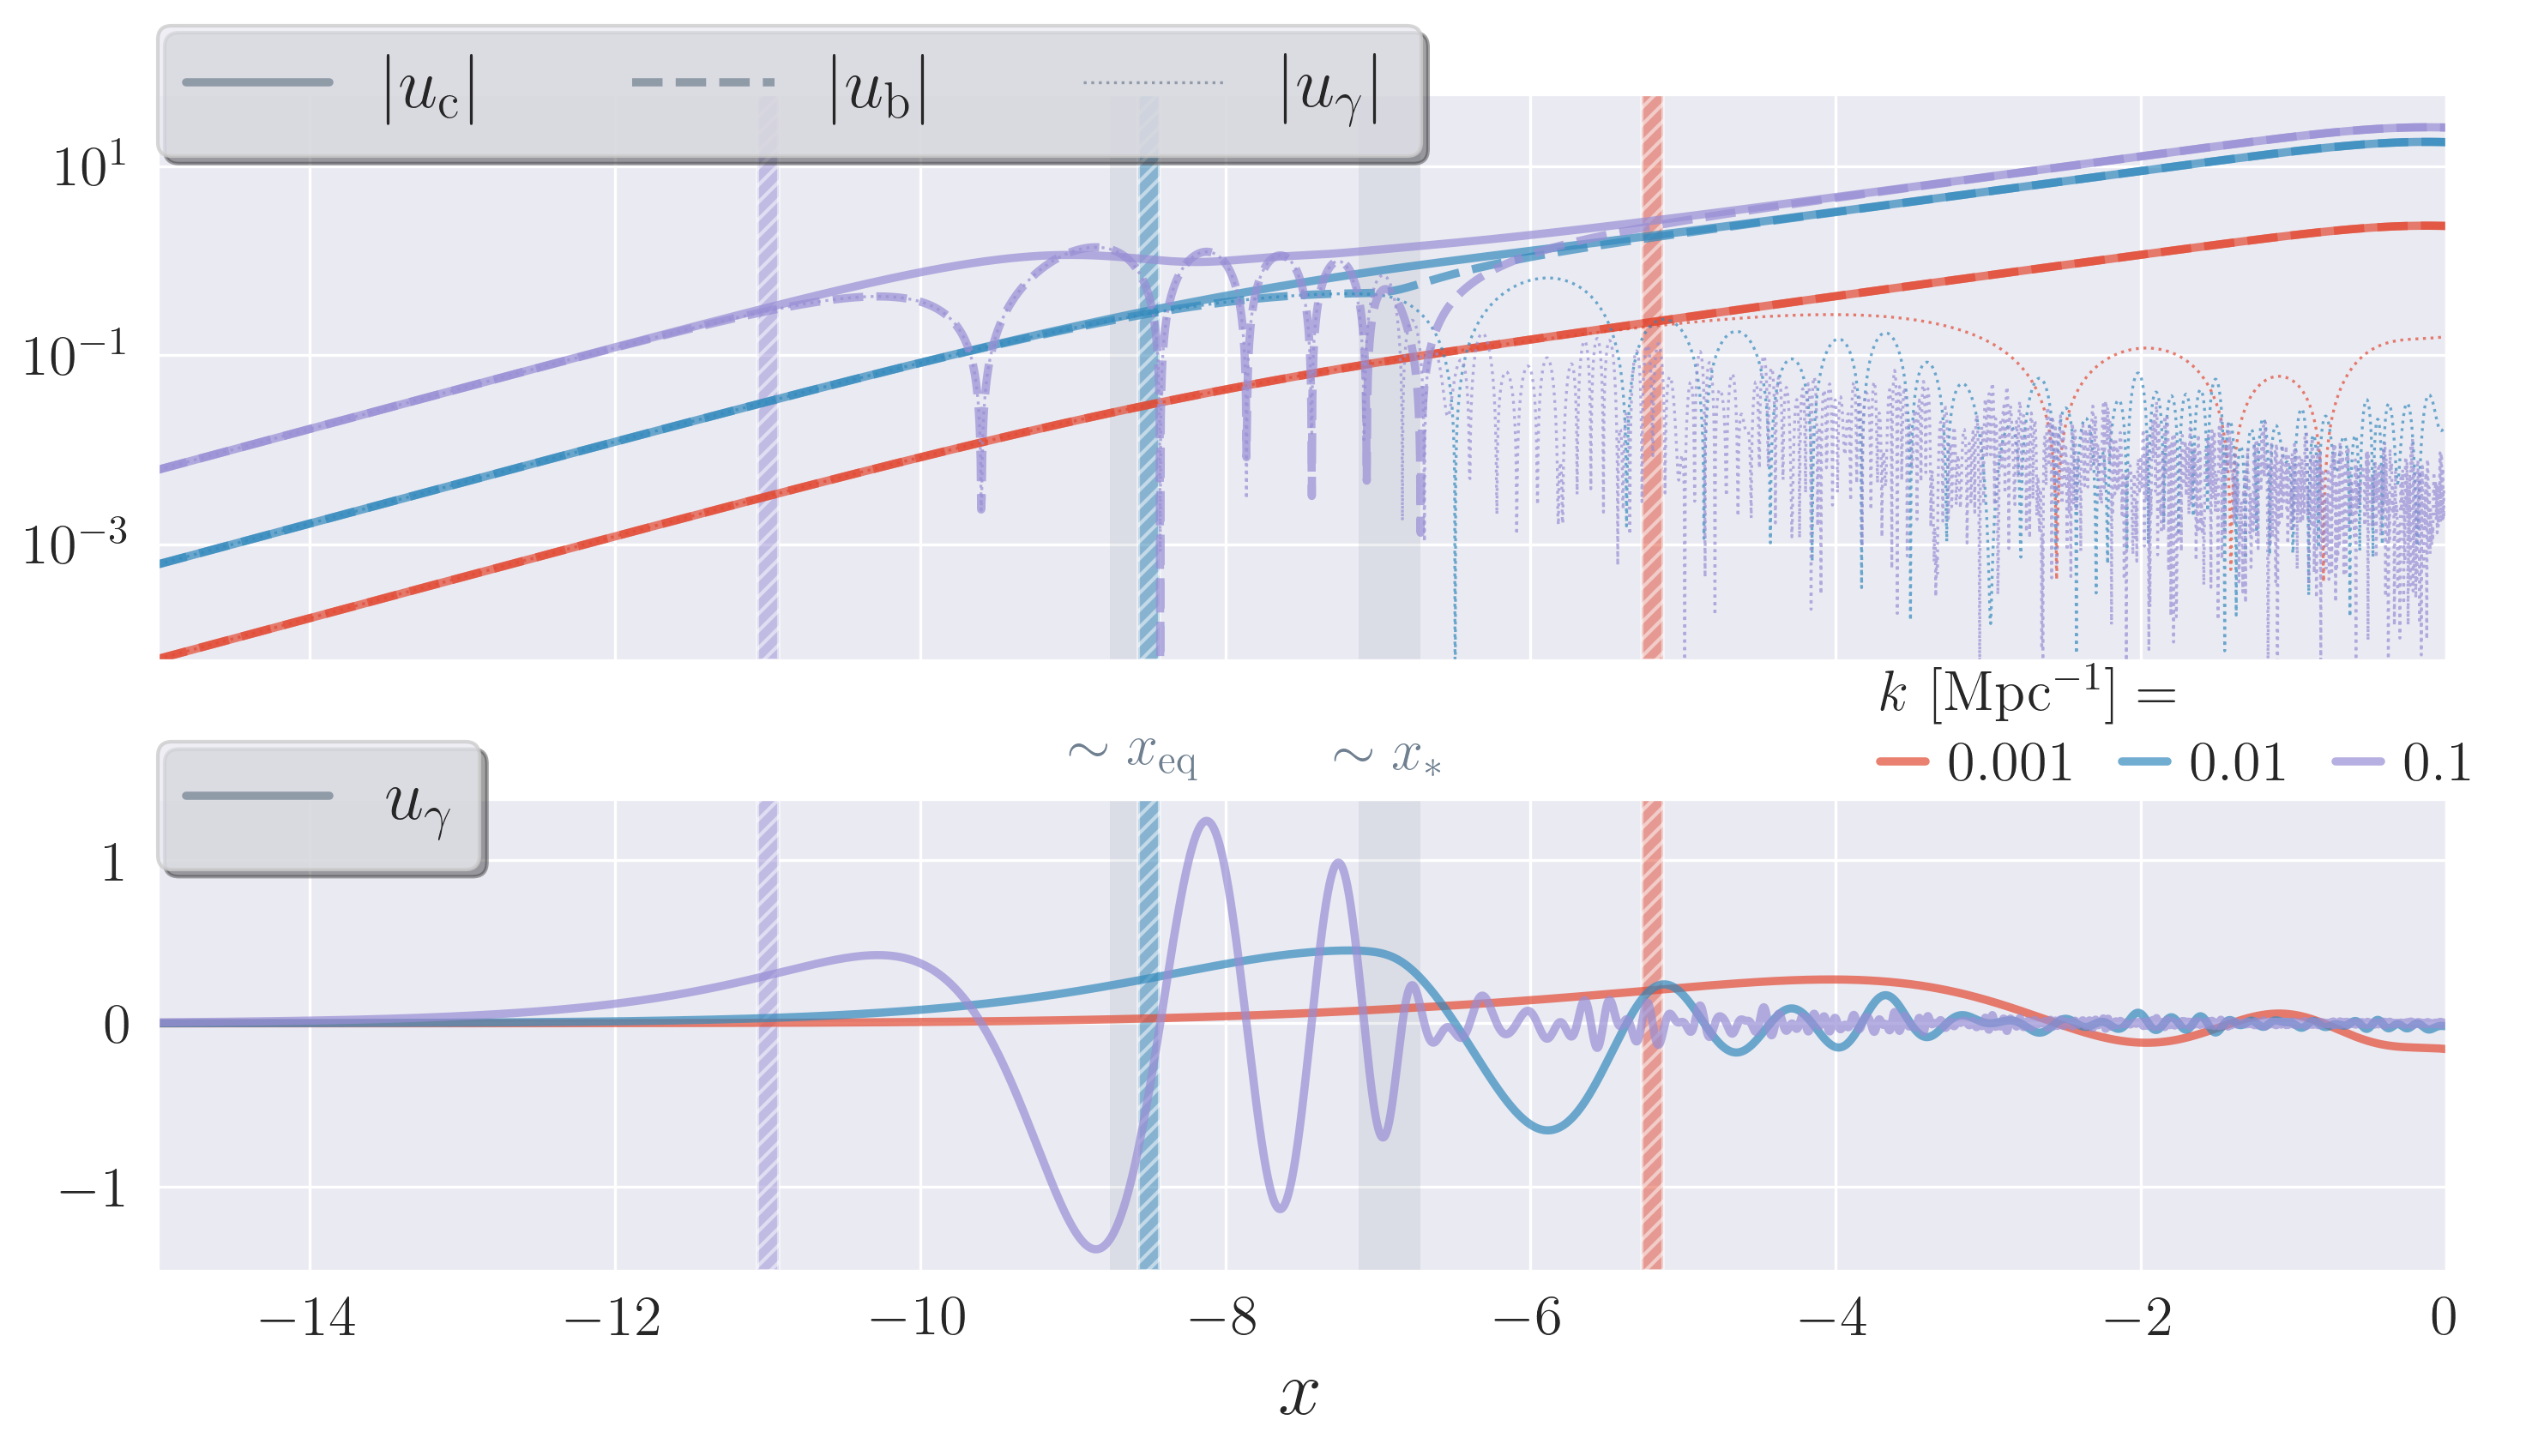 |u_c| |u_b| |u_γ|
10^1
10^−1
10^−3
k [Mpc^−1] =
0.001 0.01 0.1
∼ x_eq ∼ x_*
u_γ
1
0
−1
−14 −12 −10 −8 −6 −4 −2 0
x